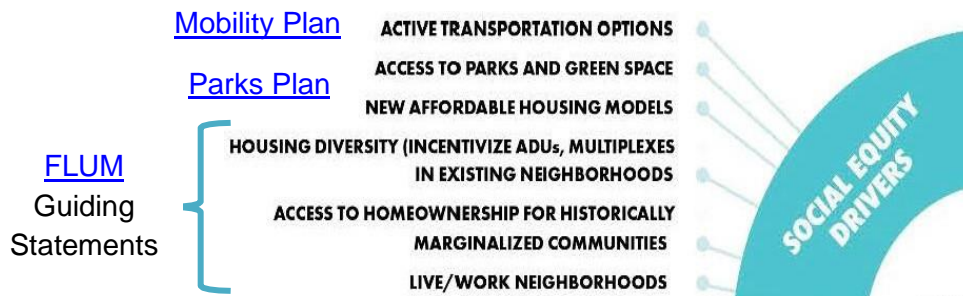 Mobility Plan
ACTIVE TRANSPORTATION OPTIONS
ACCESS TO PARKS AND GREEN SPACE
Parks Plan
NEW AFFORDABLE HOUSING MODELS
HOUSING DIVERSITY (INCENTIVIZE ADUs, MULTIPLEXES
IN EXISTING NEIGHBORHOODS
FLUM
Guiding
Statements
ACCESS TO HOMEOWNERSHIP FOR HISTORICALLY
MARGINALIZED COMMUNITIES
LIVE/WORK NEIGHBORHOODS
SOCIAL EQUITY
DRIVERS